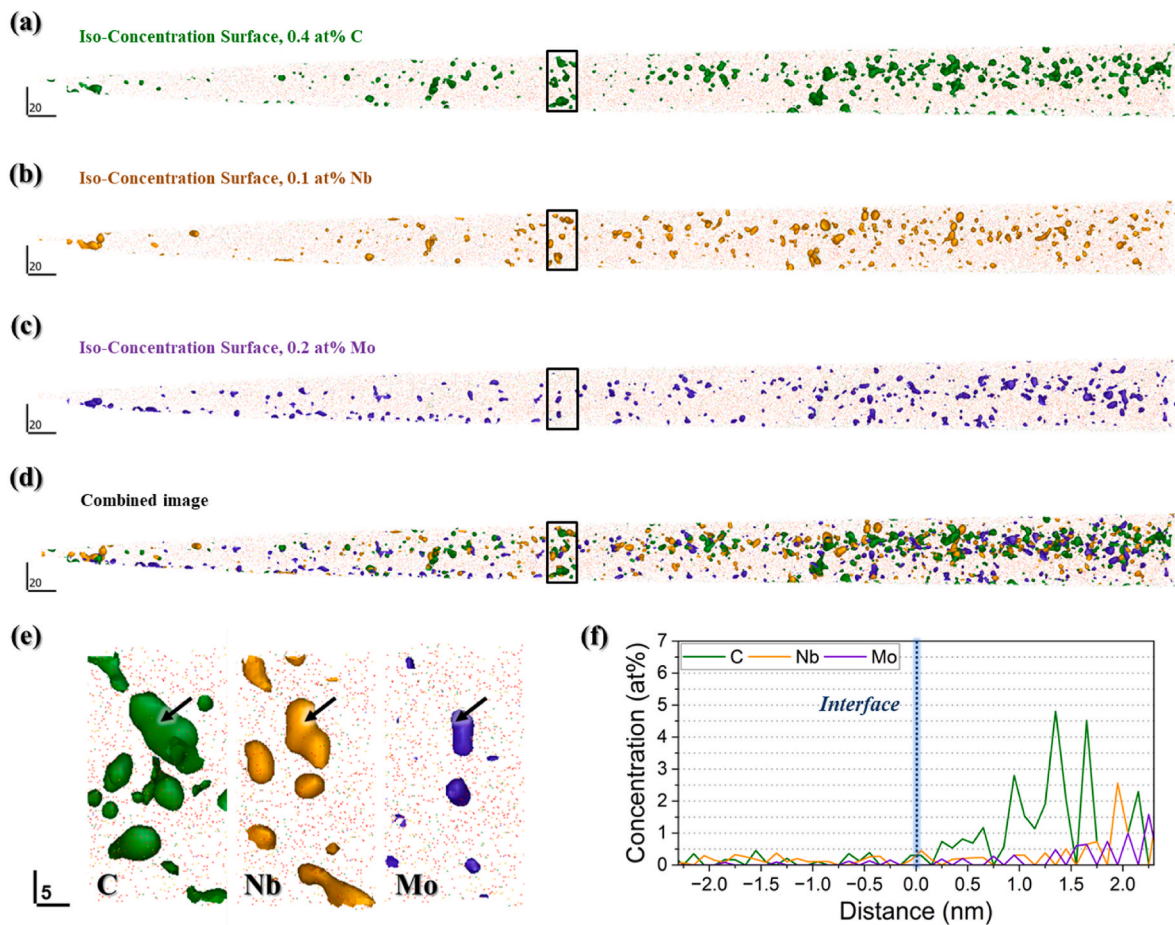 (a)
Iso-Concentration Surface, 0.4 at% C
20
(b)
Iso-Concentration Surface, 0.1 at% Nb
20
(c)
Iso-Concentration Surface, 0.2 at% Mo
20
(d)
Combined image
20
(e)
C
Nb
Mo
5
(f)
C Nb Mo
Interface
Concentration (at%)
7
6
5
4
3
2
1
0
−2.0 −1.5 −1.0 −0.5 0.0 0.5 1.0 1.5 2.0
Distance (nm)